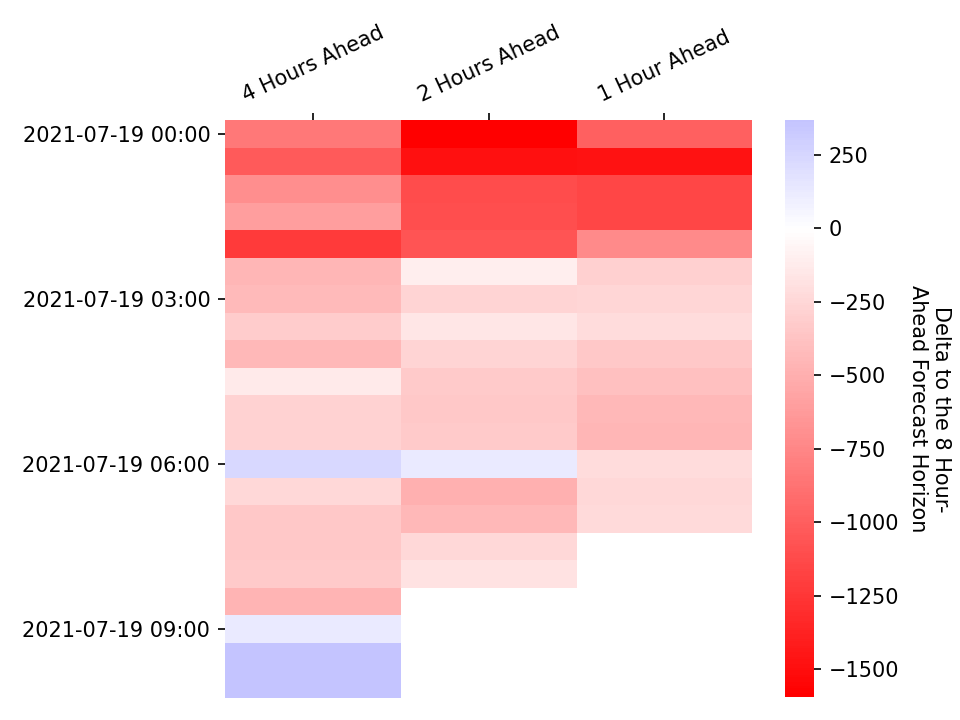 4 Hours Ahead
2 Hours Ahead
1 Hour Ahead
2021-07-19 00:00
2021-07-19 03:00
2021-07-19 06:00
2021-07-19 09:00
250
0
−250
−500
−750
−1000
−1250
−1500
Delta to the 8 Hour-
Ahead Forecast Horizon